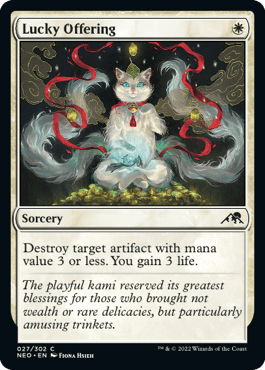 Lucky Offering
Sorcery
Destroy target artifact with mana
value 3 or less. You gain 3 life.
The playful kami reserved its greatest
blessings for those who brought not
wealth or rare delicacies, but particularly
amusing trinkets.
027/302 C
NEO • EN Fiona Hsieh
™ & © 2022 Wizards of the Coast